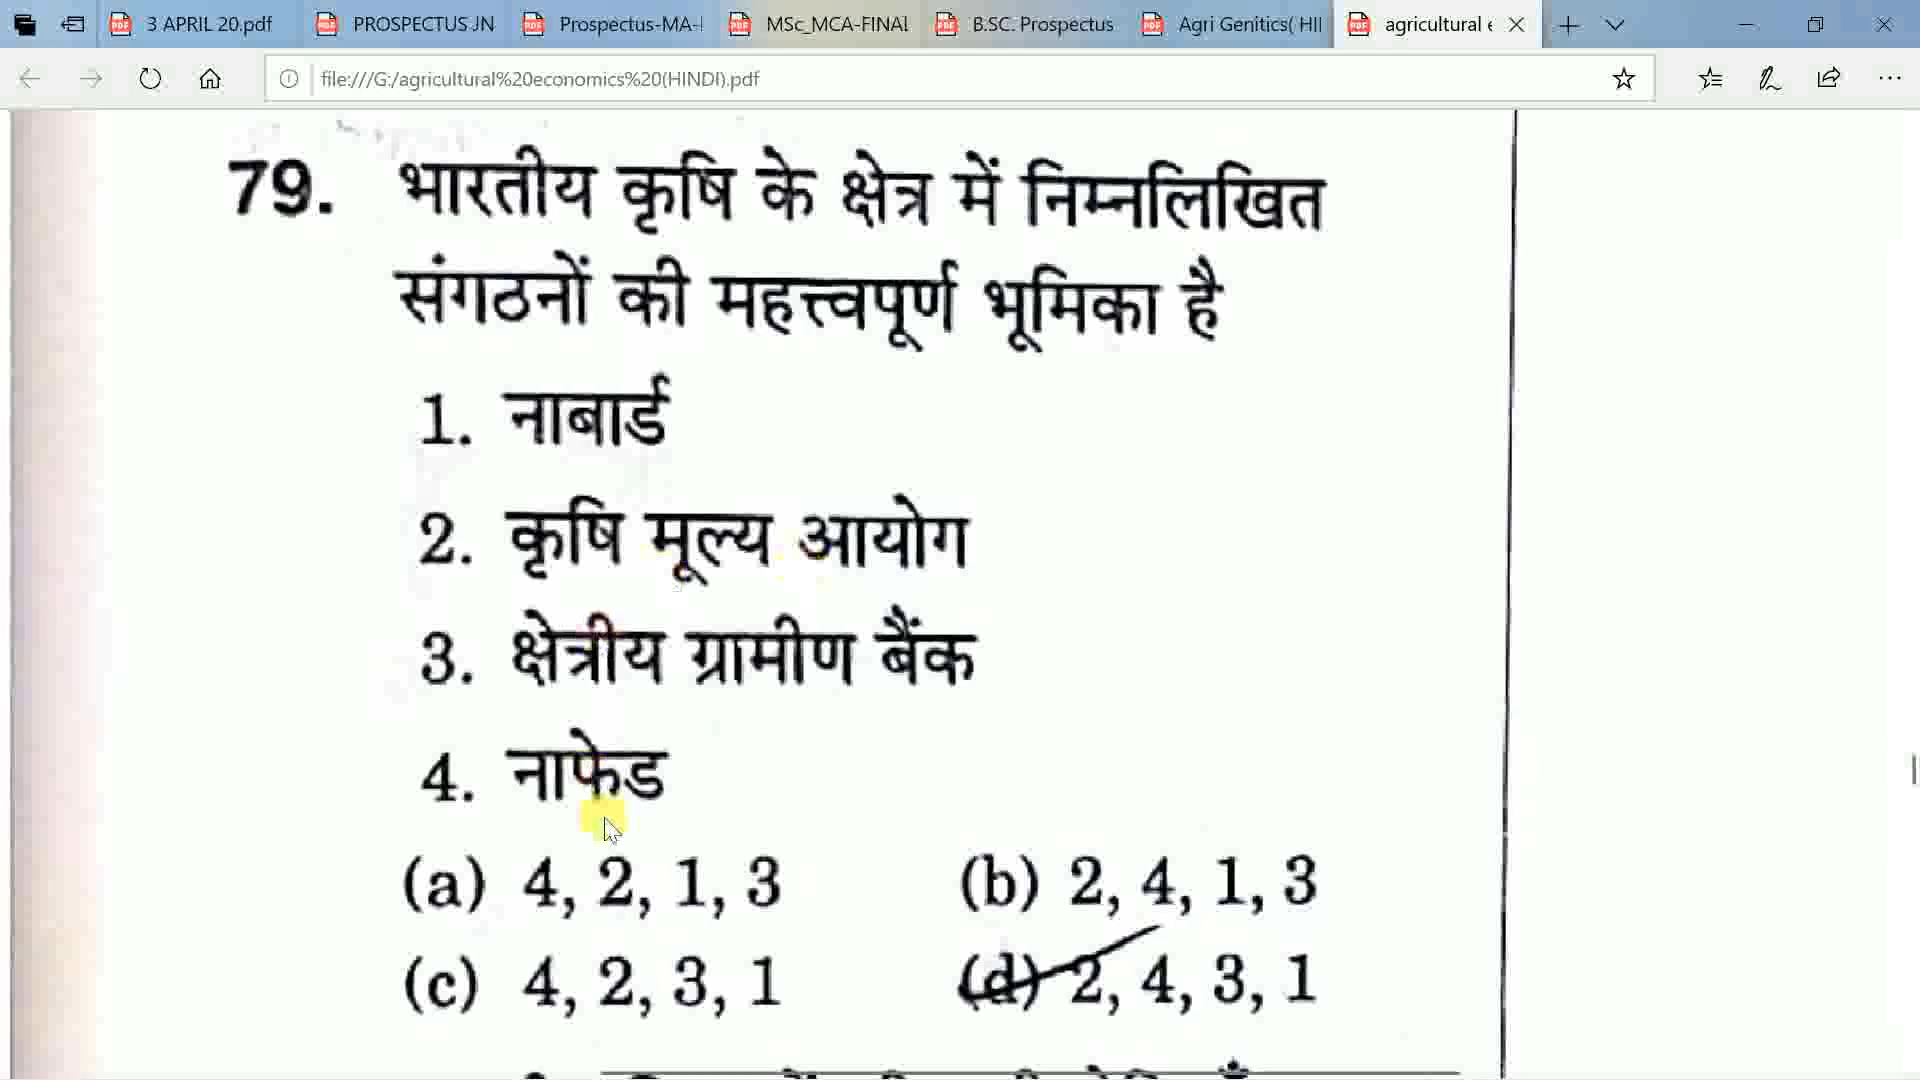 3 APRIL 20.pdf PROSPECTUS JN Prospectus-MA- MSc_MCA-FINAL B.SC. Prospectus Agri Genitics( HI agricultural e
file:///G:/agricultural%20economics%20(HINDI).pdf
79. भारतीय कृषि के क्षेत्र में निम्नलिखित
संगठनों की महत्त्वपूर्ण भूमिका है
1. नाबार्ड
2. कृषि मूल्य आयोग
3. क्षेत्रीय ग्रामीण बैंक
4. नाफेड
(a) 4, 2, 1, 3 (b) 2, 4, 1, 3
(c) 4, 2, 3, 1 (d) 2, 4, 3, 1